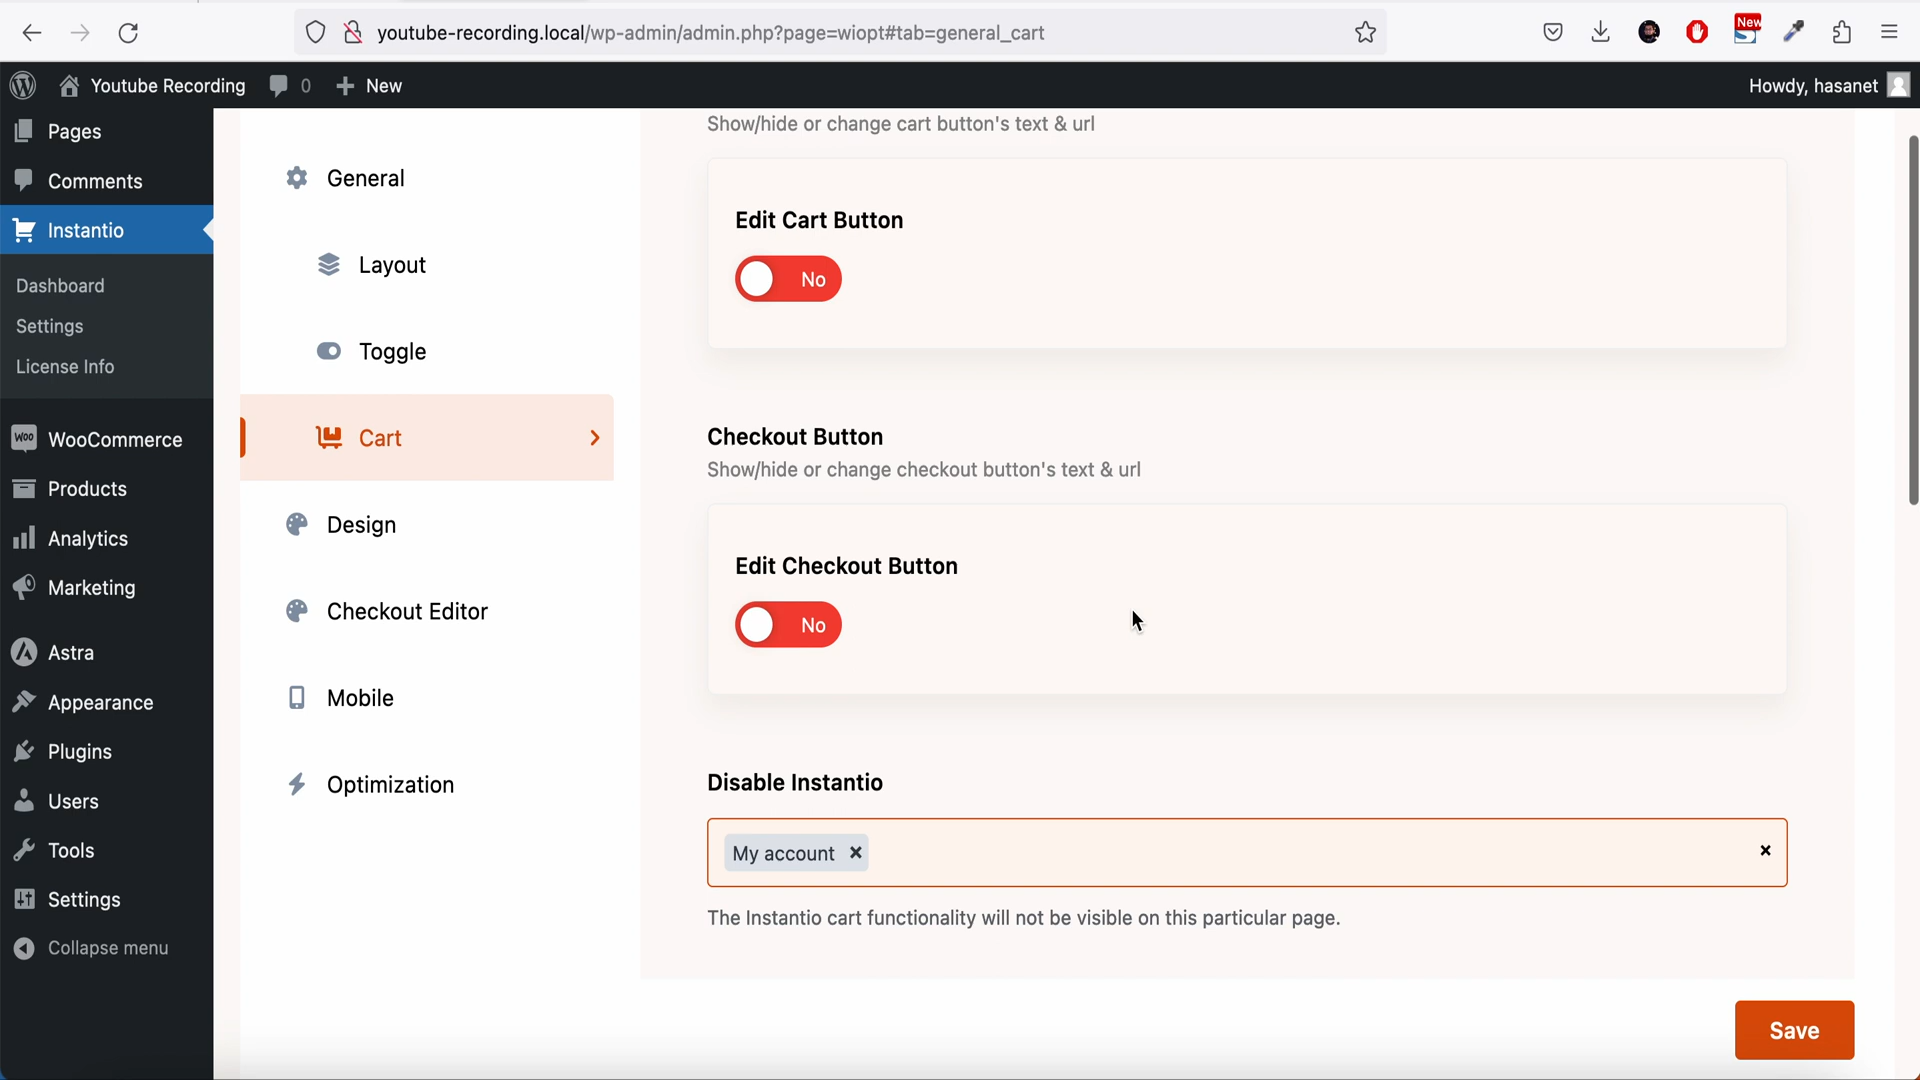 youtube-recording.local/wp-admin/admin.php?page=wiopt#tab=general_cart
New
Youtube Recording
0
New
Howdy, hasanet
Pages
Comments
Instantio
Dashboard
Settings
License Info
Woo
WooCommerce
Products
Analytics
Marketing
Astra
Appearance
Plugins
Users
Tools
Settings
Collapse menu
General
Layout
Toggle
Cart
Design
Checkout Editor
Mobile
Optimization
Show/hide or change cart button's text & url
Edit Cart Button
No
Checkout Button
Show/hide or change checkout button's text & url
Edit Checkout Button
No
Disable Instantio
My account ×
×
The Instantio cart functionality will not be visible on this particular page.
Save